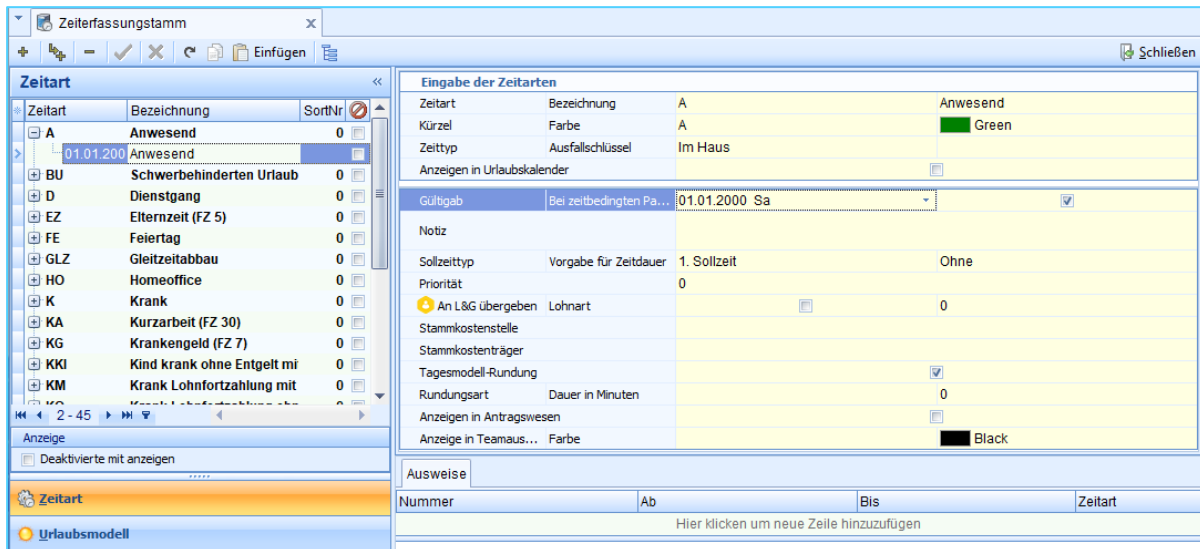 Zeiterfassungstamm x
Einfügen Schließen
Zeitart «
Zeitart Bezeichnung SortNr
A Anwesend 0
01.01.200 Anwesend
BU Schwerbehinderten Urlaub 0
D Dienstgang 0
EZ Elternzeit (FZ 5) 0
FE Feiertag 0
GLZ Gleitzeitabbau 0
HO Homeoffice 0
K Krank 0
KA Kurzarbeit (FZ 30) 0
KG Krankengeld (FZ 7) 0
KKI Kind krank ohne Entgelt mi 0
KM Krank Lohnfortzahlung mit 0
2 - 45
Anzeige
Deaktivierte mit anzeigen
Zeitart
Urlaubsmodell
Eingabe der Zeitarten
Zeitart Bezeichnung A Anwesend
Kürzel Farbe A Green
Zeittyp Ausfallschlüssel Im Haus
Anzeigen in Urlaubskalender
Gültigab Bei zeitbedingten Pa... 01.01.2000 Sa
Notiz
Sollzeittyp Vorgabe für Zeitdauer 1. Sollzeit Ohne
Priorität 0
An L&G übergeben Lohnart 0
Stammkostenstelle
Stammkostenträger
Tagesmodell-Rundung
Rundungsart Dauer in Minuten 0
Anzeigen in Antragswesen
Anzeige in Teamaus... Farbe Black
Ausweise
Nummer Ab Bis Zeitart
Hier klicken um neue Zeile hinzuzufügen